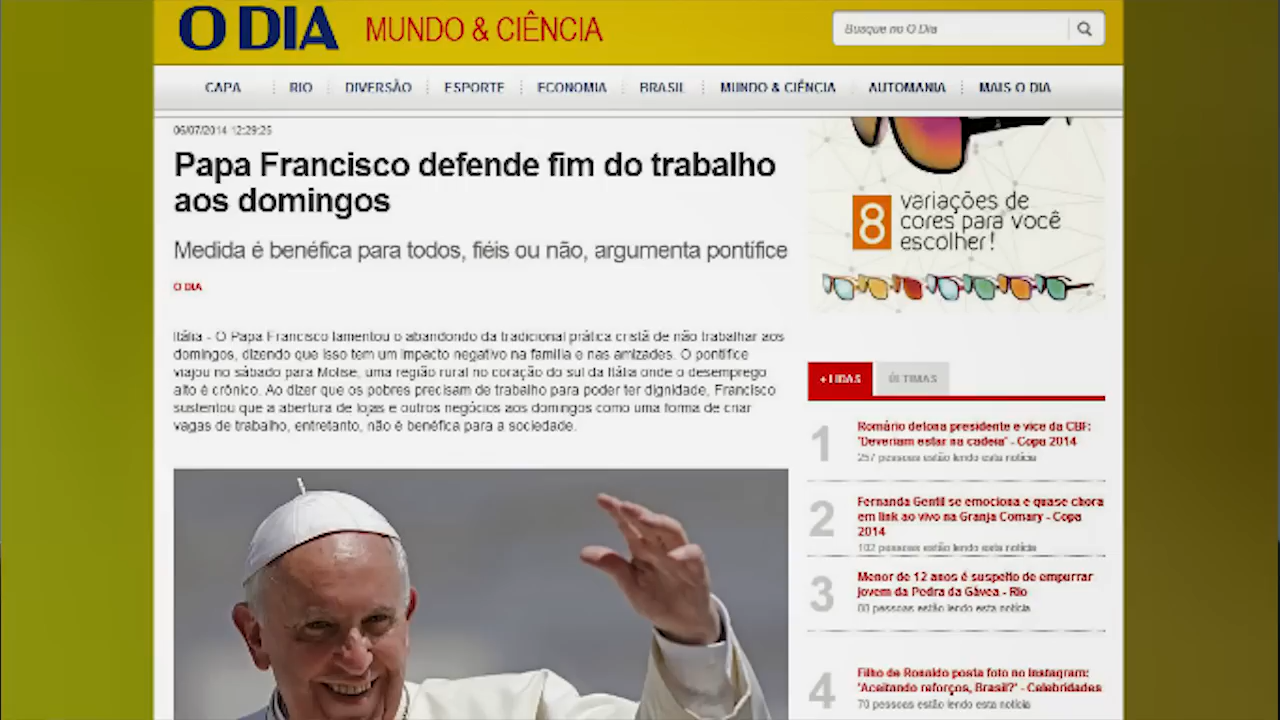 O DIA MUNDO & CIÊNCIA
Busque no O Dia
CAPA RIO DIVERSÃO ESPORTE ECONOMIA BRASIL MUNDO & CIÊNCIA AUTOMANIA MAIS O DIA
06/07/2014 12:29:25
Papa Francisco defende fim do trabalho
aos domingos
Medida é benéfica para todos, fiéis ou não, argumenta pontífice
O DIA
Itália - O Papa Francisco lamentou o abandondo da tradicional prática cristã de não trabalhar aos
domingos, dizendo que isso tem um impacto negativo na família e nas amizades. O pontífice
viajou no sábado para Molise, uma região rural no coração do sul da Itália onde o desemprego
alto é crônico. Ao dizer que os pobres precisam de trabalho para poder ter dignidade, Francisco
sustentou que a abertura de lojas e outros negócios aos domingos como uma forma de criar
vagas de trabalho, entretanto, não é benéfica para a sociedade.
8 variações de
cores para você
escolher!
+ LIDAS ÚLTIMAS
1 Romário detona presidente e vice da CBF:
'Deveriam estar na cadeia' - Copa 2014
257 pessoas estão lendo esta notícia
2 Fernanda Gentil se emociona e quase chora
em link ao vivo na Granja Comary - Copa
2014
102 pessoas estão lendo esta notícia
3 Menor de 12 anos é suspeito de empurrar
jovem da Pedra da Gávea - Rio
pessoas estão lendo esta notícia
4 Filho de Ronaldo posta foto no Instagram:
'Aceitando reforços, Brasil?' - Celebridades
70 pessoas estão lendo esta notícia